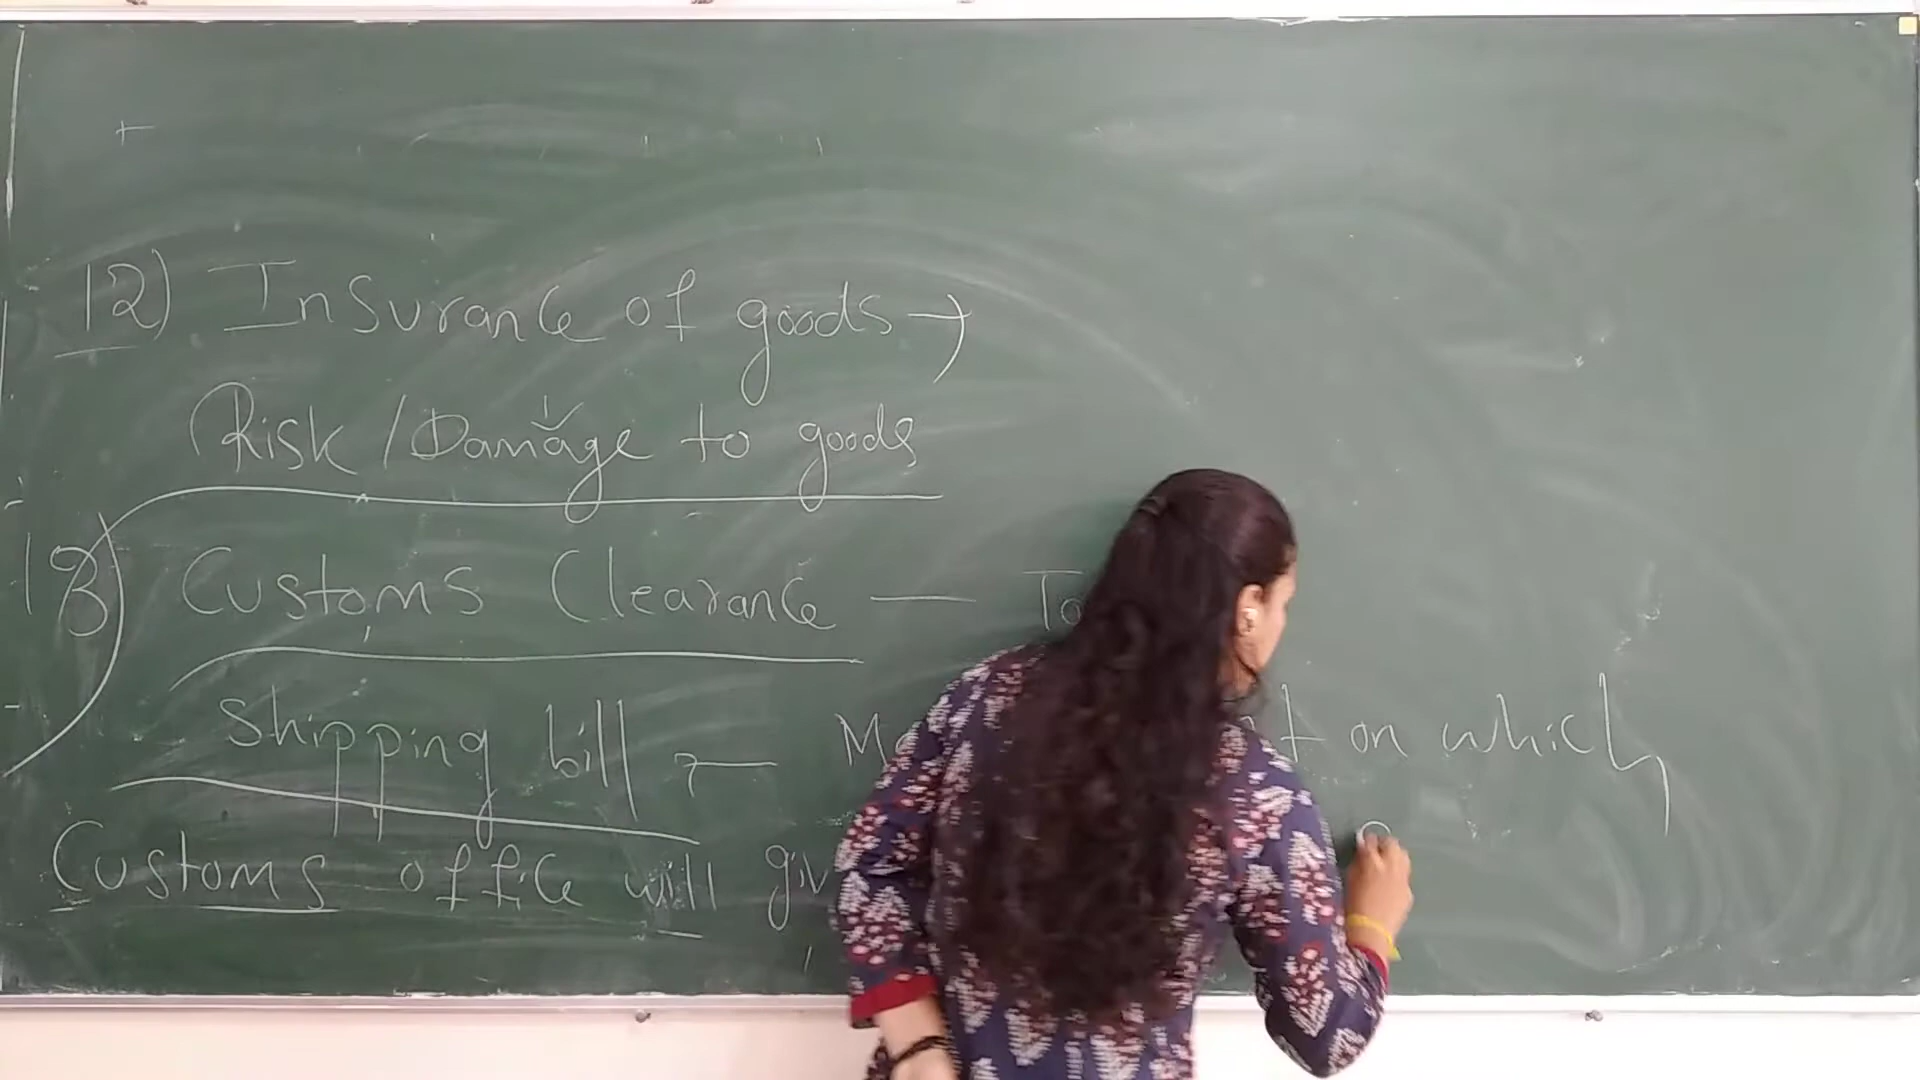 12) Insurance of goods →
Risk / Damage to goods
13) Customs Clearance — To
Shipping bill — on which
Customs office will